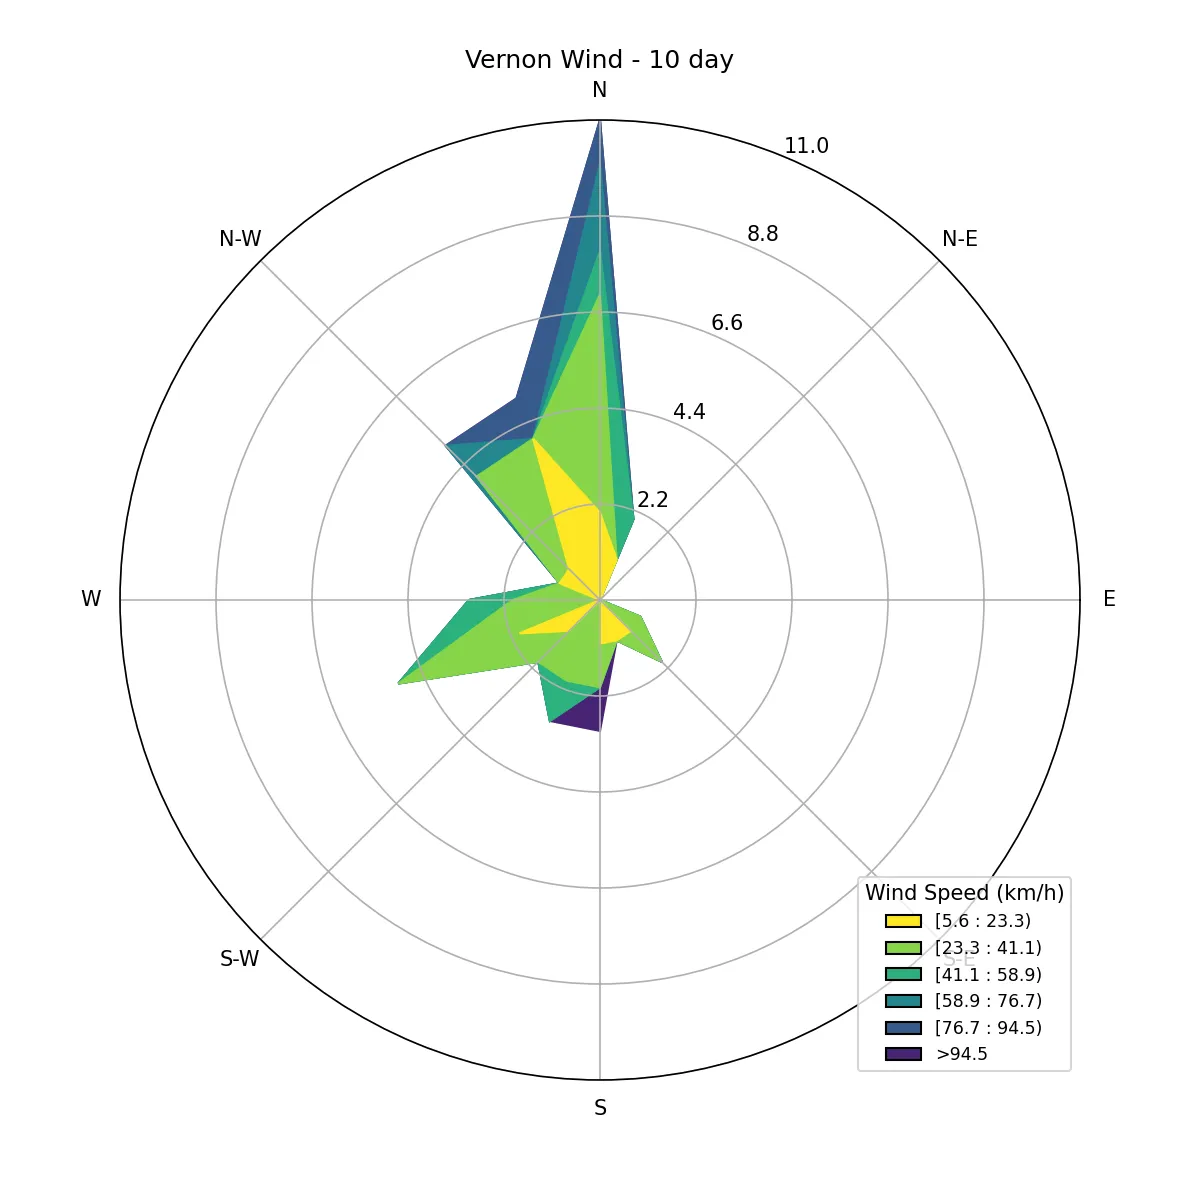 Vernon Wind - 10 day
N
11.0
N-W
8.8
N-E
6.6
4.4
2.2
W
E
Wind Speed (km/h)
[5.6 : 23.3)
[23.3 : 41.1)
S-W
S-E
[41.1 : 58.9)
[58.9 : 76.7)
[76.7 : 94.5)
>94.5
S